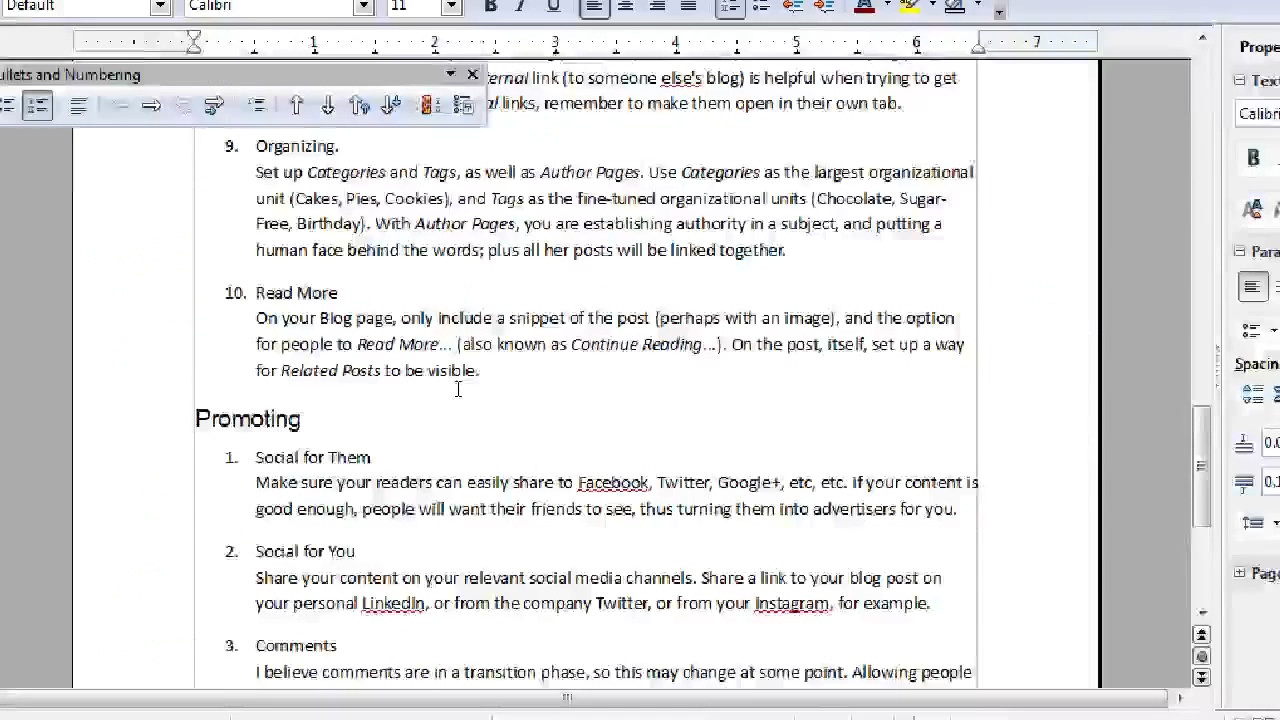 Default Calibri 11
1 2 3 4 5 6 7
ullets and Numbering
Prope
Tex
Calibri
Para
Spacin
0.0
0.1
Page
ernal link (to someone else's blog) is helpful when trying to get
al links, remember to make them open in their own tab.
9. Organizing.
Set up Categories and Tags, as well as Author Pages. Use Categories as the largest organizational
unit (Cakes, Pies, Cookies), and Tags as the fine-tuned organizational units (Chocolate, Sugar-
Free, Birthday). With Author Pages, you are establishing authority in a subject, and putting a
human face behind the words; plus all her posts will be linked together.
10. Read More
On your Blog page, only include a snippet of the post (perhaps with an image), and the option
for people to Read More... (also known as Continue Reading...). On the post, itself, set up a way
for Related Posts to be visible.
Promoting
1. Social for Them
Make sure your readers can easily share to Facebook, Twitter, Google+, etc, etc. If your content is
good enough, people will want their friends to see, thus turning them into advertisers for you.
2. Social for You
Share your content on your relevant social media channels. Share a link to your blog post on
your personal LinkedIn, or from the company Twitter, or from your Instagram, for example.
3. Comments
I believe comments are in a transition phase, so this may change at some point. Allowing people